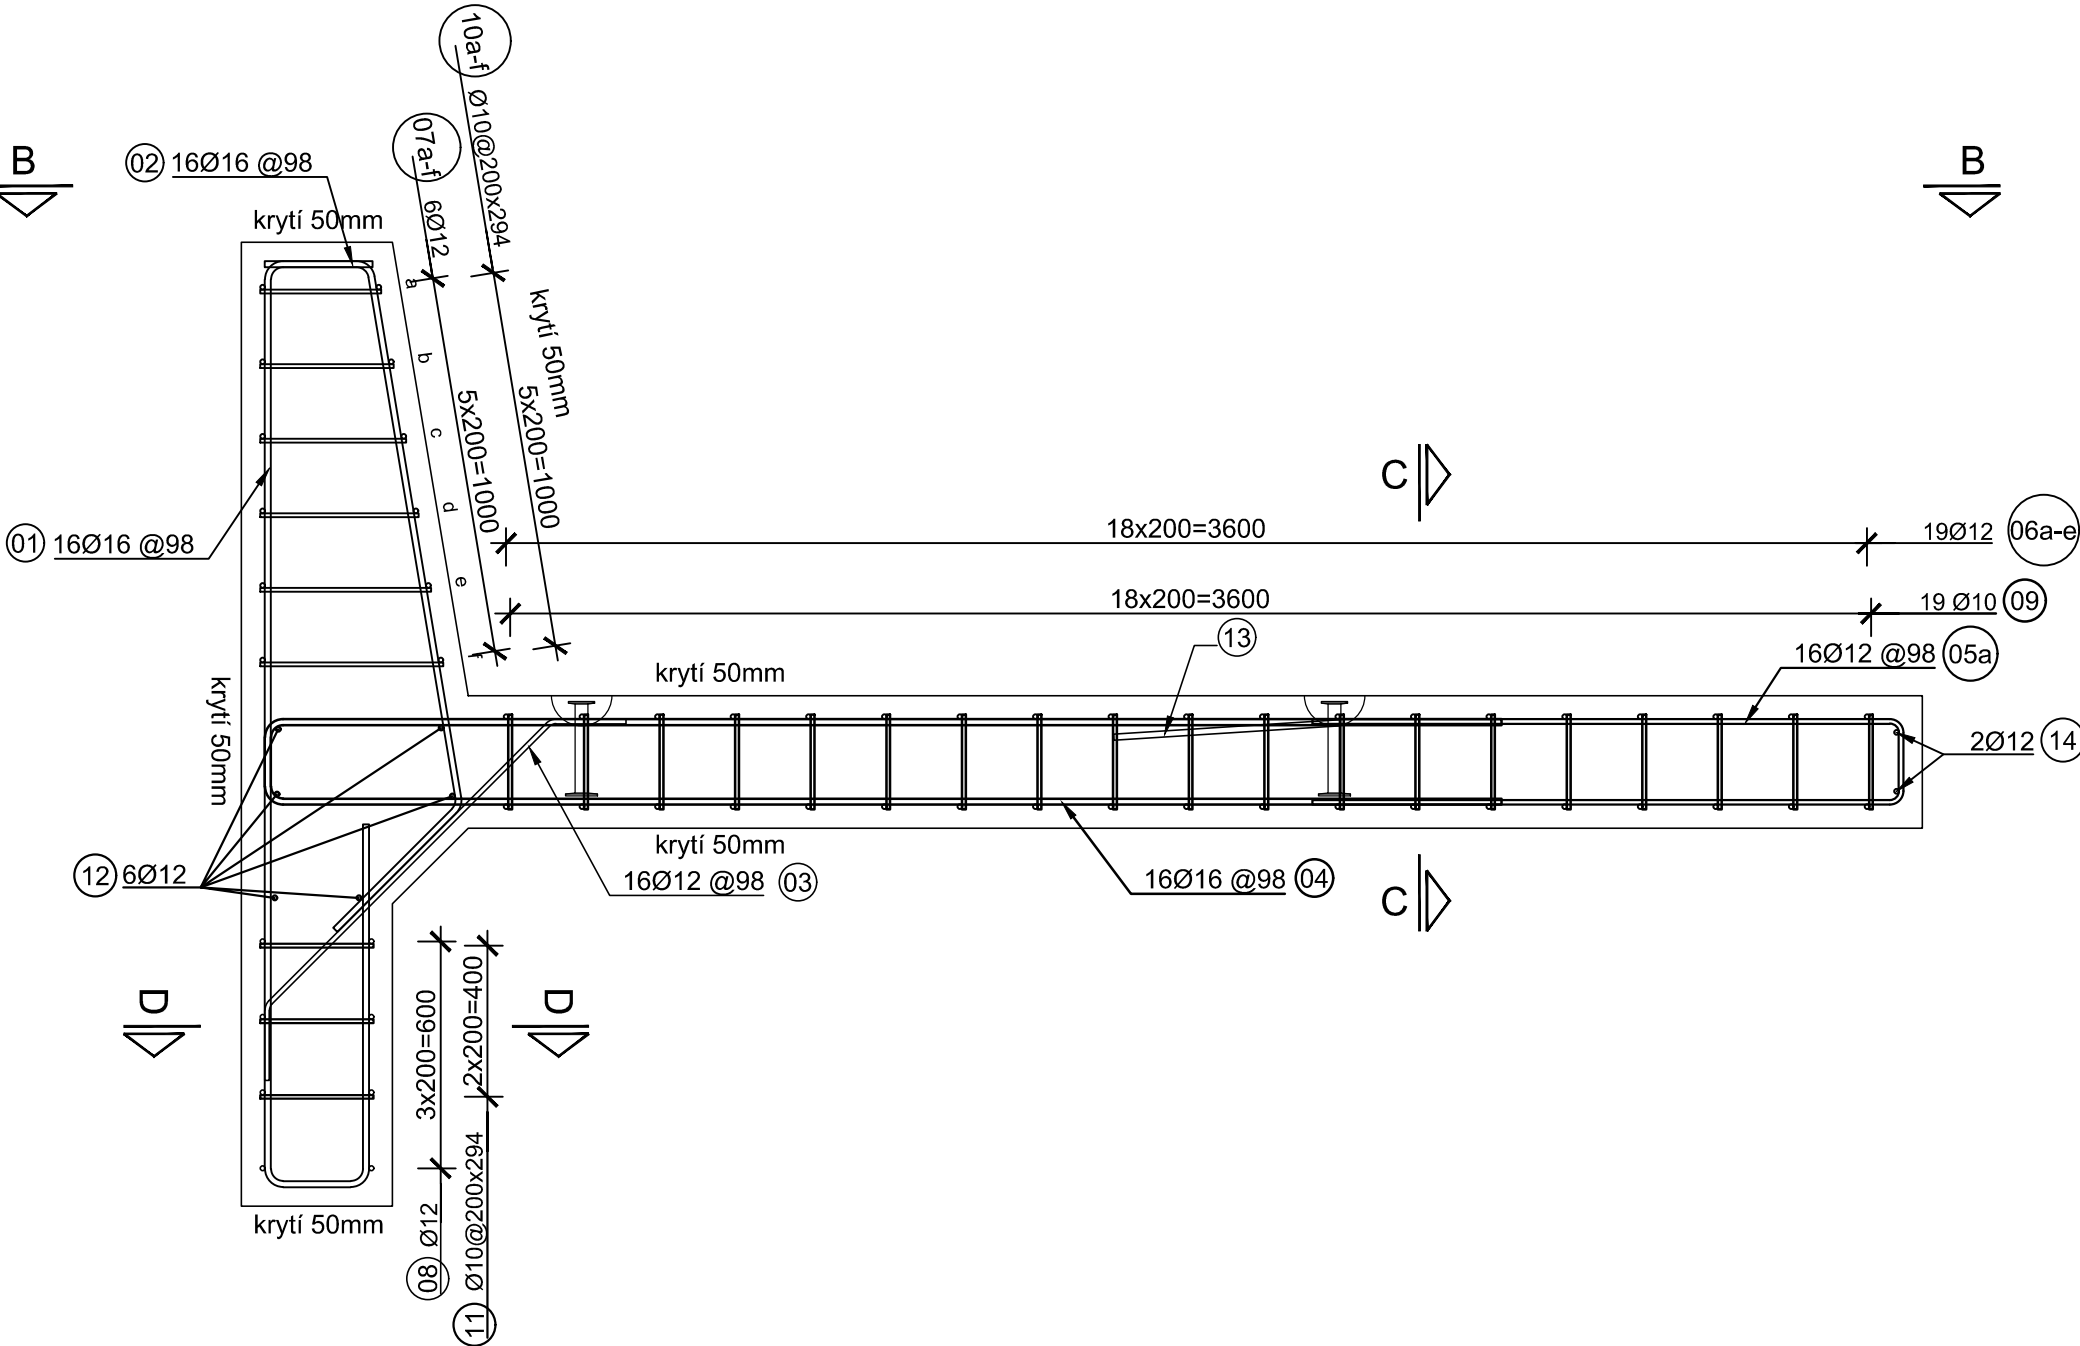 10a-f Ø10@200x294
07a-f 6Ø12
B
B
02 16Ø16 @98
krytí 50mm
a
b
c
d
e
f
krytí 50mm
5x200=1000
5x200=1000
C
01 16Ø16 @98
18x200=3600
19Ø12 06a-e
18x200=3600
19 Ø10 09
13
16Ø12 @98 05a
krytí 50mm
krytí 50mm
2Ø12 14
krytí 50mm
12 6Ø12
16Ø12 @98 03
16Ø16 @98 04
C
D
D
3x200=600
2x200=400
krytí 50mm
08 Ø12
11 Ø10@200x294